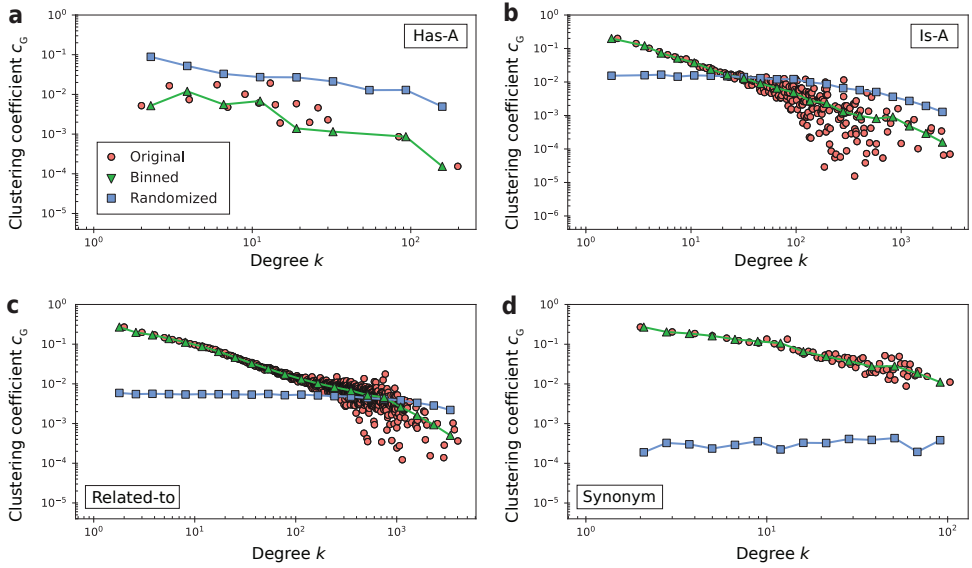 a
Clustering coefficient c_G
10^0
10^-1
10^-2
10^-3
10^-4
10^-5
Has-A
Original
Binned
Randomized
10^0
10^1
10^2
Degree k
b
Clustering coefficient c_G
10^0
10^-1
10^-2
10^-3
10^-4
10^-5
10^-6
Is-A
10^0
10^1
10^2
10^3
Degree k
c
Clustering coefficient c_G
10^0
10^-1
10^-2
10^-3
10^-4
10^-5
Related-to
10^0
10^1
10^2
10^3
Degree k
d
Clustering coefficient c_G
10^0
10^-1
10^-2
10^-3
10^-4
10^-5
Synonym
10^0
10^1
10^2
Degree k